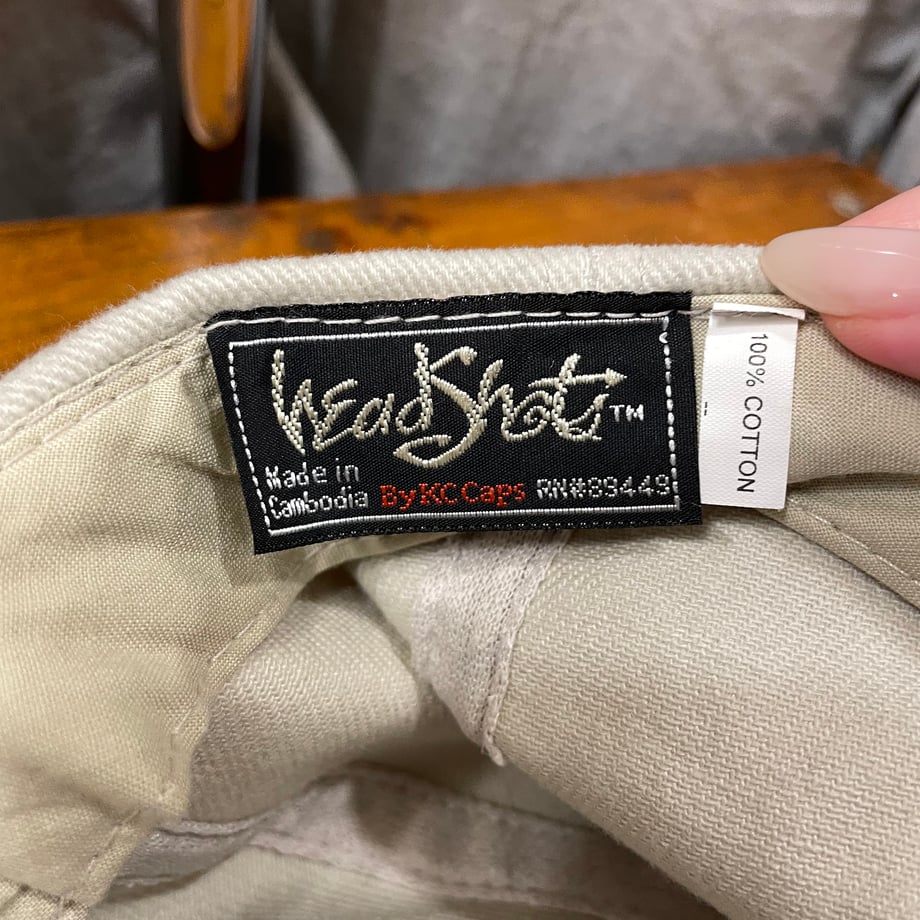 HeadShots™
Made in
Cambodia By KC Caps RN#89449
100% COTTON